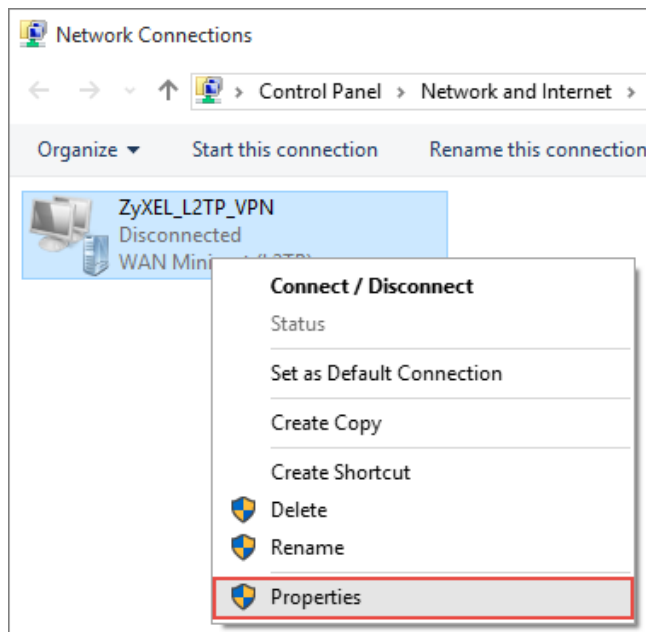 Network Connections
Control Panel > Network and Internet >
Organize Start this connection Rename this connection
ZyXEL_L2TP_VPN
Disconnected
WAN Miniport (L2TP)
Connect / Disconnect
Status
Set as Default Connection
Create Copy
Create Shortcut
Delete
Rename
Properties